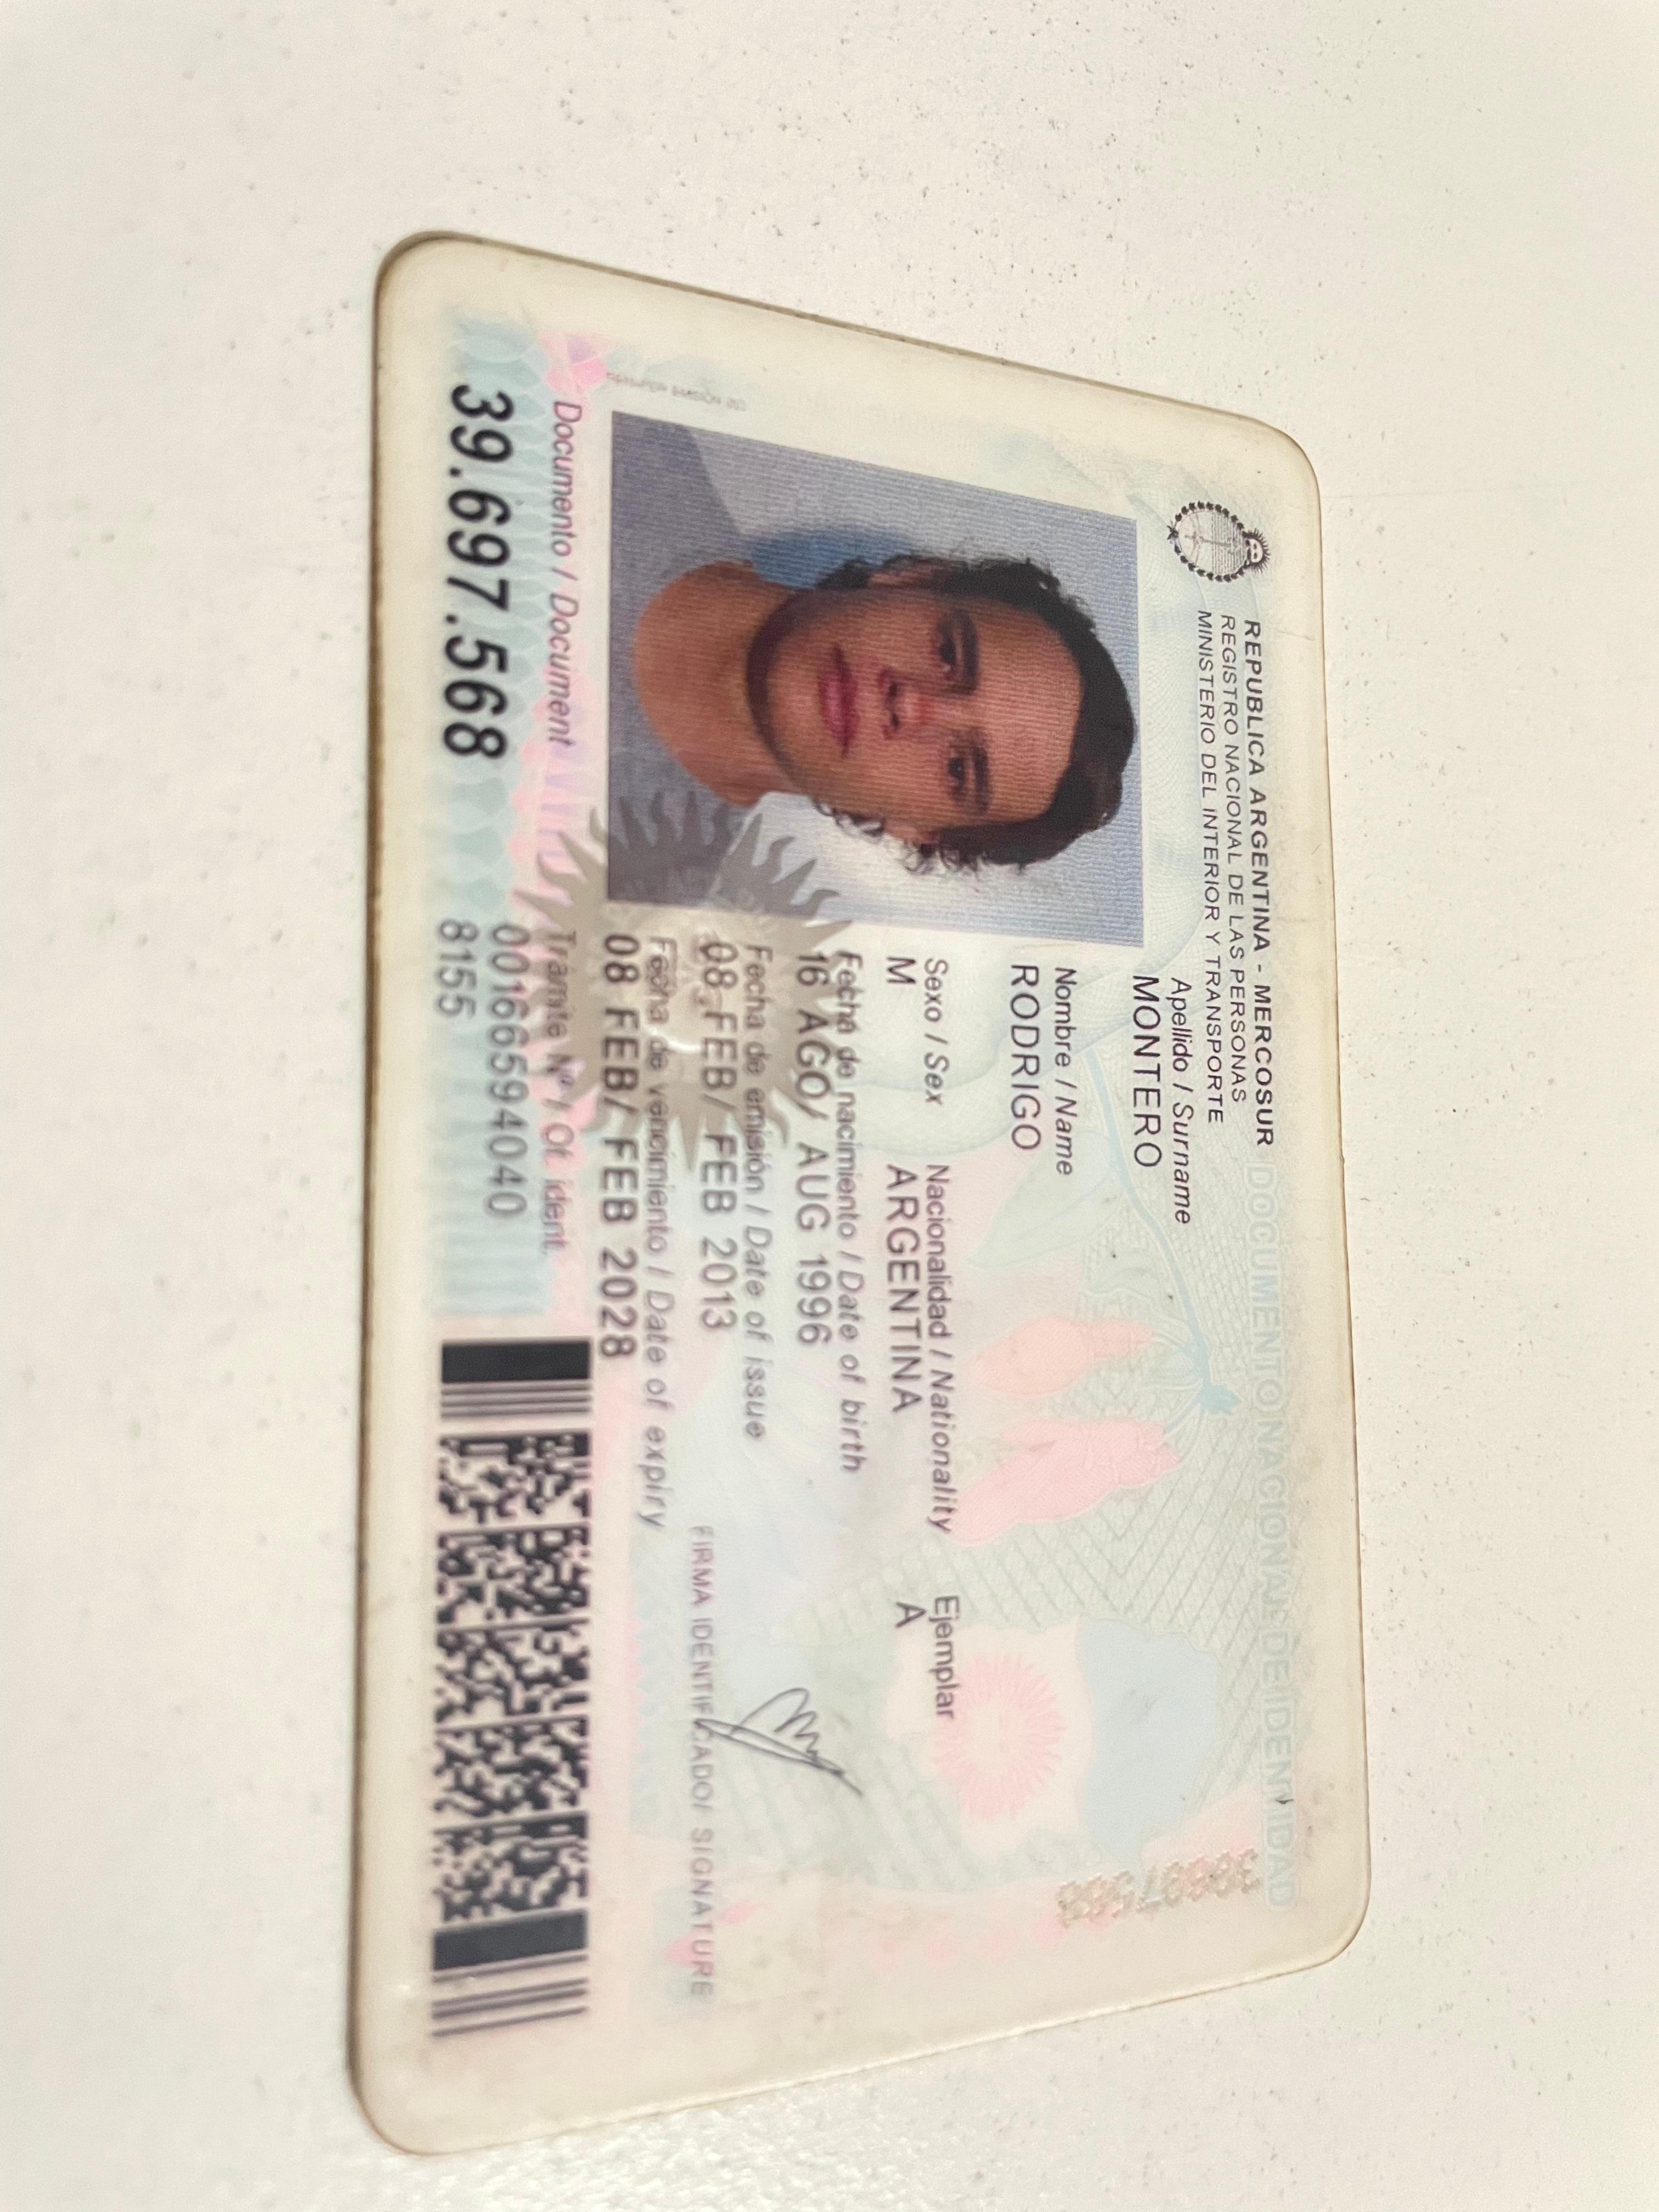 REPUBLICA ARGENTINA - MERCOSUR
REGISTRO NACIONAL DE LAS PERSONAS
MINISTERIO DEL INTERIOR Y TRANSPORTE
DOCUMENTO NACIONAL DE IDENTIDAD
Apellido / Surname
MONTERO
Nombre / Name
RODRIGO
Sexo / Sex Nacionalidad / Nationality Ejemplar
M ARGENTINA A
Fecha de nacimiento / Date of birth
16 AGO/ AUG 1996
Fecha de emisión / Date of issue
08 FEB/ FEB 2013
Fecha de vencimiento / Date of expiry
08 FEB/ FEB 2028
FIRMA IDENTIFICADO/ SIGNATURE
Documento / Document
39.697.568
Tramite Nº / Of. ident.
00166594040
8155
39697568